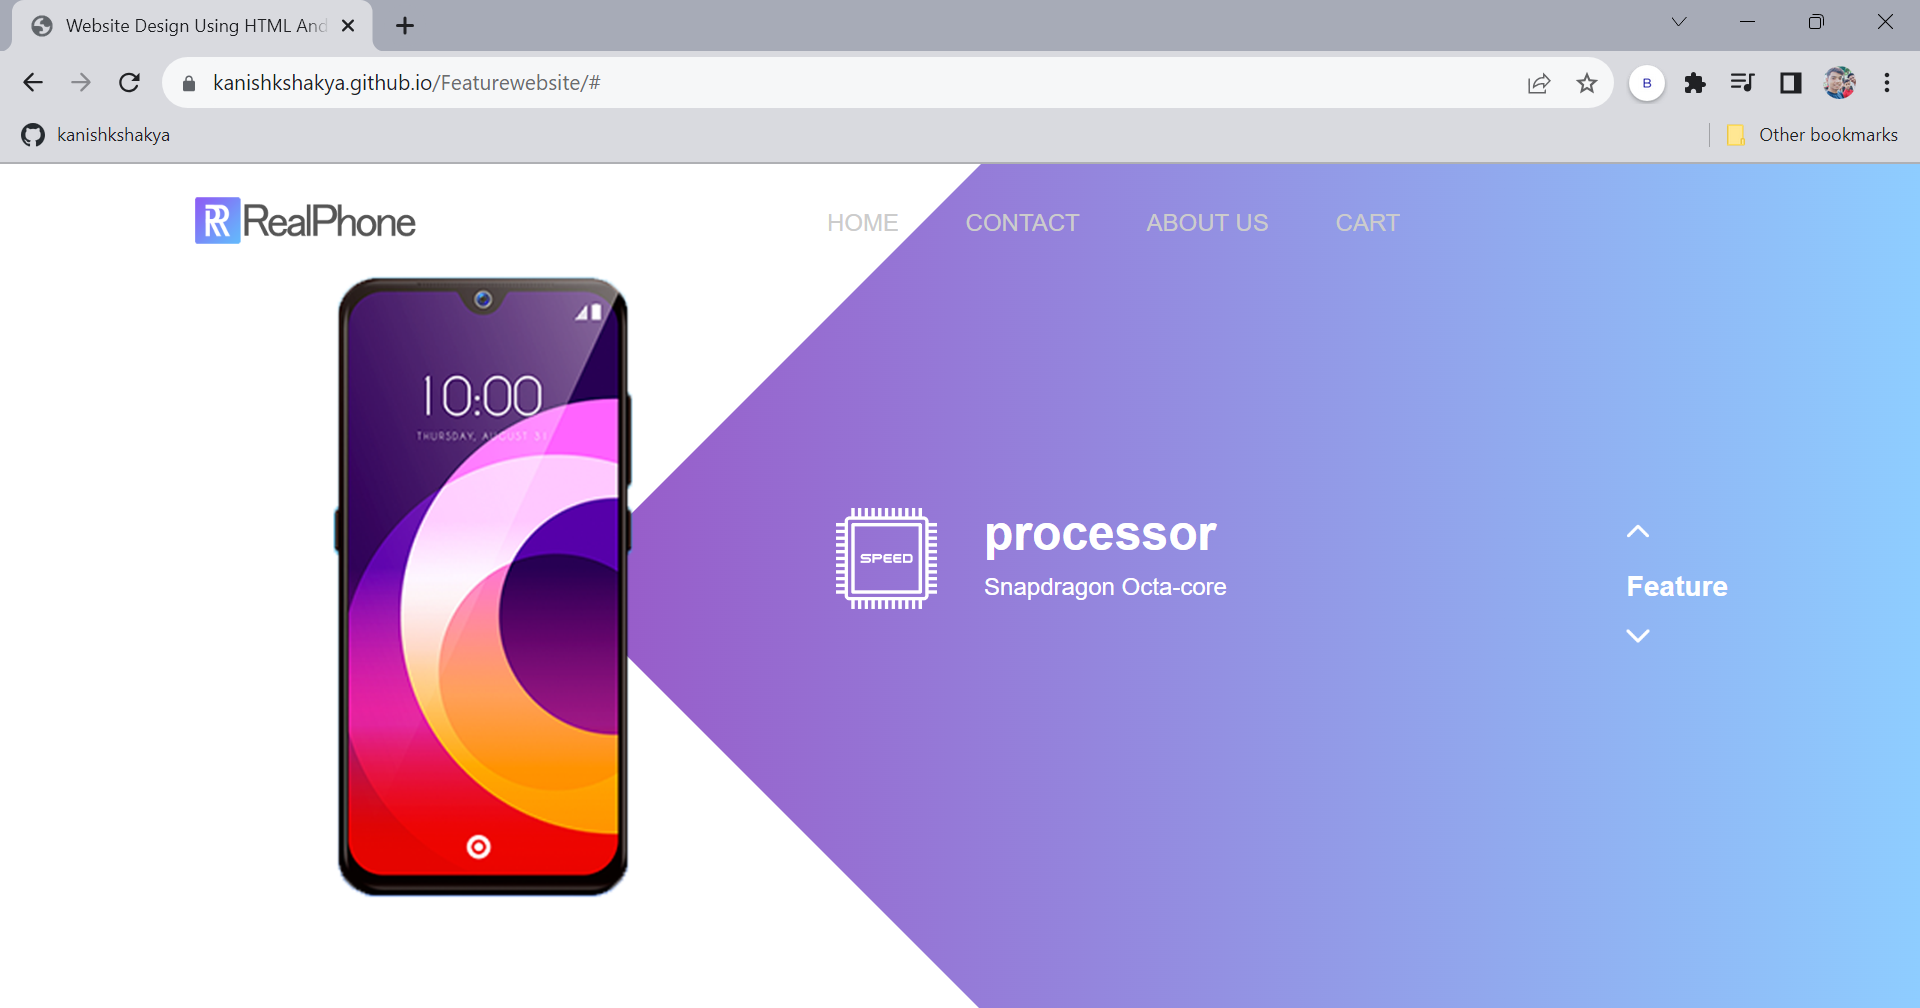 Website Design Using HTML And
kanishkshakya.github.io/Featurewebsite/#
B
kanishkshakya
Other bookmarks
RR RealPhone
HOME CONTACT ABOUT US CART
10:00
THURSDAY, AUGUST 31
SPEED
processor
Snapdragon Octa-core
Feature